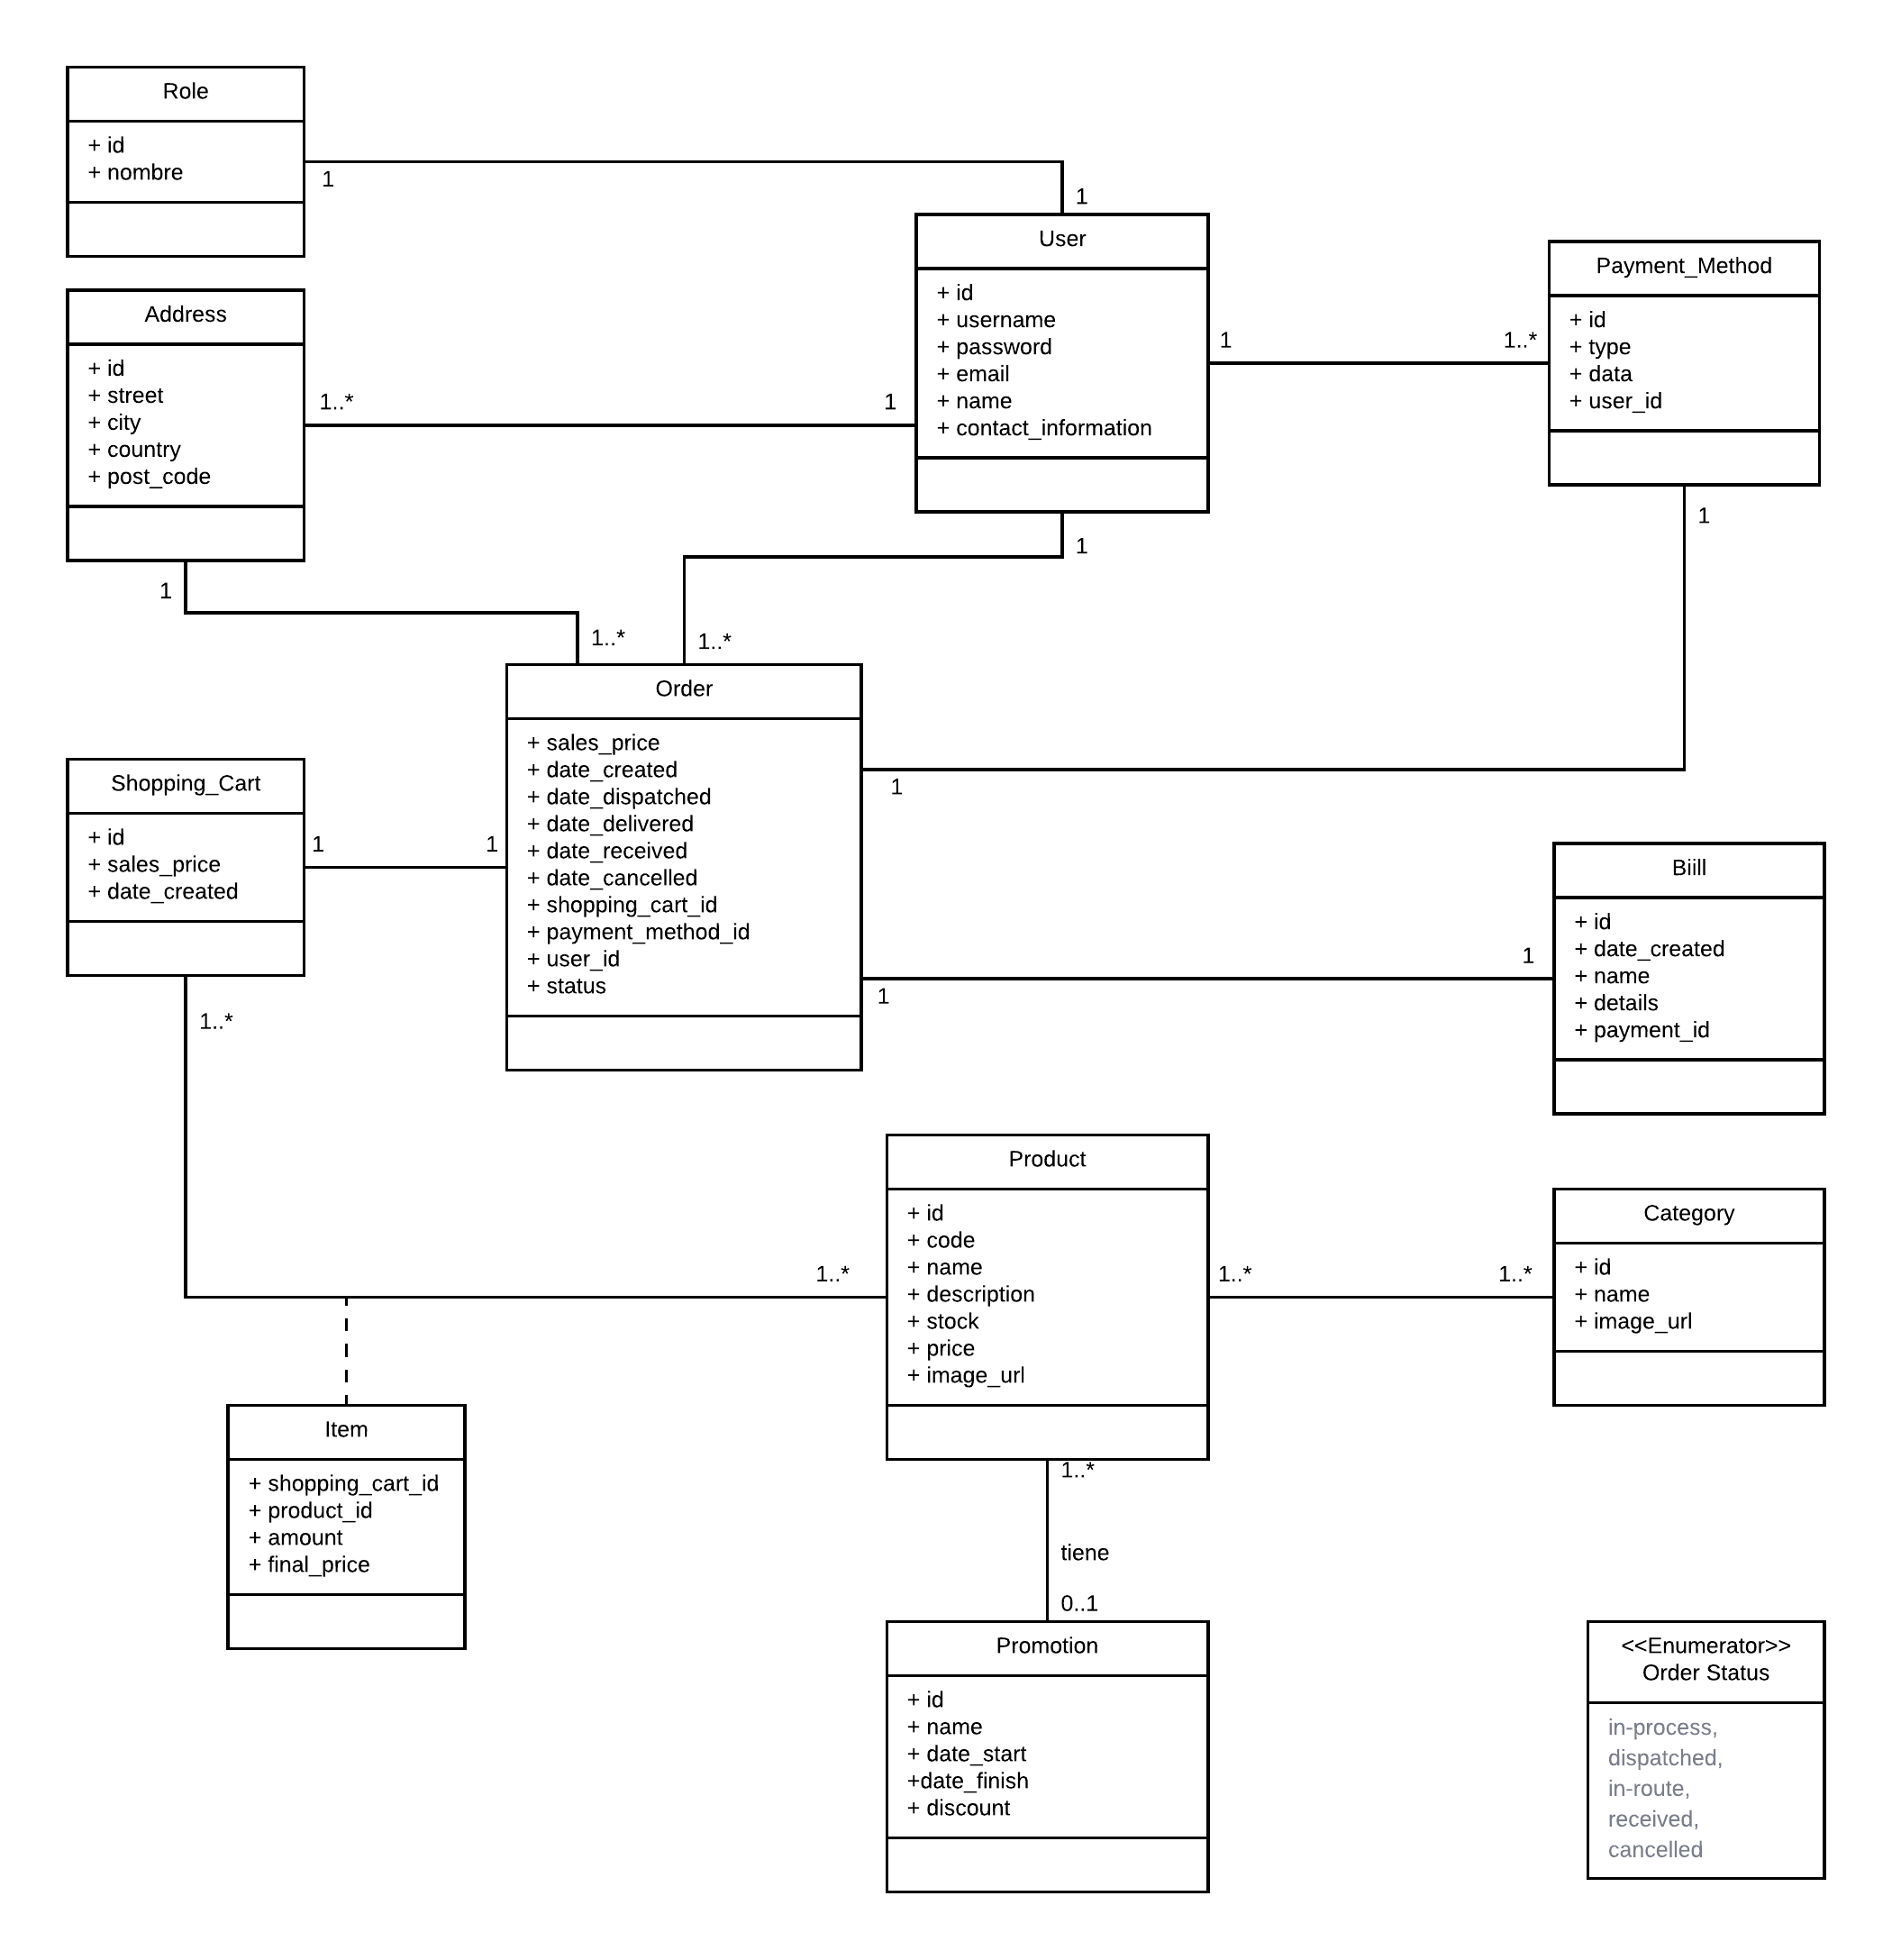 Role
+ id
+ nombre
1
1
User
+ id
+ username
+ password
+ email
+ name
+ contact_information
Payment_Method
+ id
+ type
+ data
+ user_id
Address
+ id
+ street
+ city
+ country
+ post_code
1..*
1
1
1..*
1
1
1
1..*
1..*
Order
+ sales_price
+ date_created
+ date_dispatched
+ date_delivered
+ date_received
+ date_cancelled
+ shopping_cart_id
+ payment_method_id
+ user_id
+ status
1
Shopping_Cart
+ id
+ sales_price
+ date_created
1
1
Biill
+ id
+ date_created
+ name
+ details
+ payment_id
1
1
1..*
Product
+ id
+ code
+ name
+ description
+ stock
+ price
+ image_url
1..*
1..*
1..*
Category
+ id
+ name
+ image_url
Item
+ shopping_cart_id
+ product_id
+ amount
+ final_price
1..*
tiene
0..1
Promotion
+ id
+ name
+ date_start
+date_finish
+ discount
<<Enumerator>>
Order Status
in-process,
dispatched,
in-route,
received,
cancelled